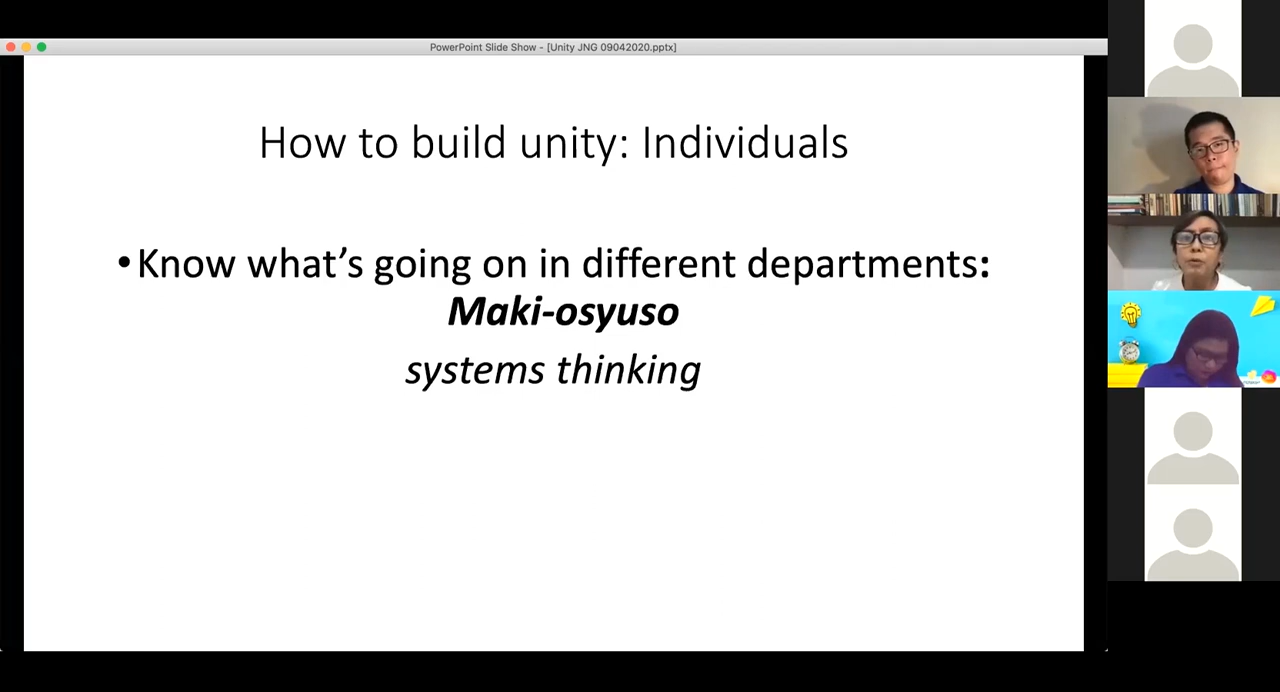 PowerPoint Slide Show - [Unity JNG 09042020.pptx]
How to build unity: Individuals
•Know what's going on in different departments:
Maki-osyuso
systems thinking